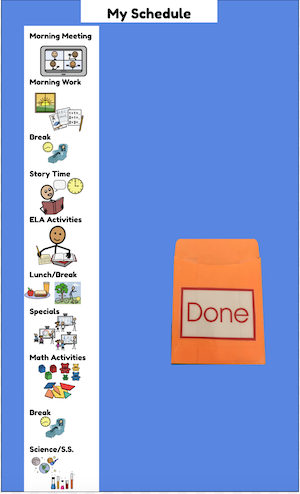 My Schedule
Morning Meeting
Morning Work
Break
Story Time
ELA Activities
Lunch/Break
Specials
Math Activities
Break
Science/S.S.
Done